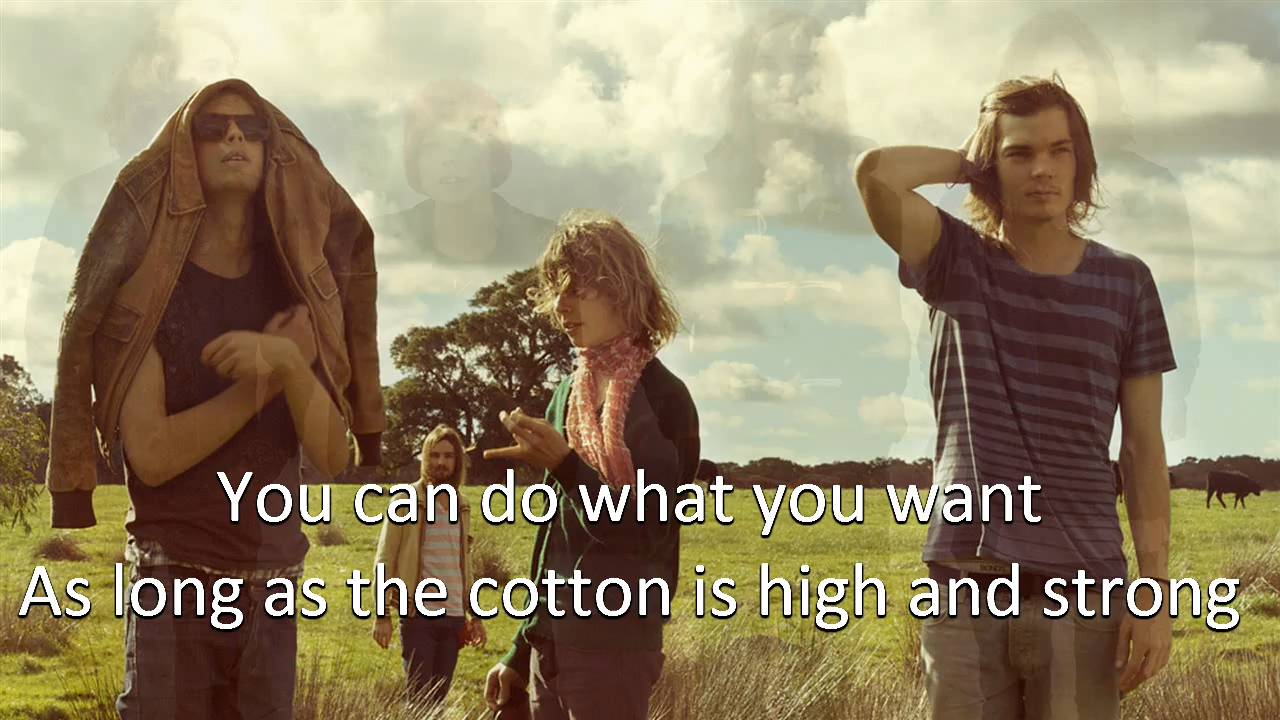 You can do what you want
As long as the cotton is high and strong